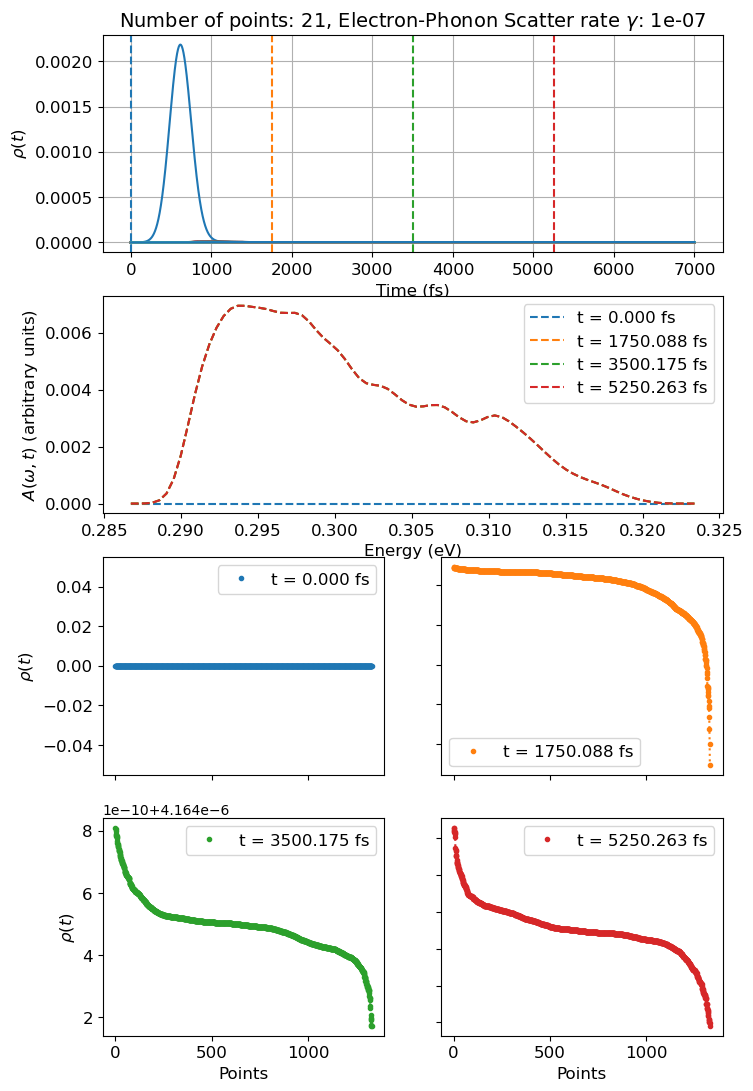 Number of points: 21, Electron-Phonon Scatter rate γ: 1e-07
ρ(t)
0.0020
0.0015
0.0010
0.0005
0.0000
0
1000
2000
3000
4000
5000
6000
7000
Time (fs)
A(ω, t) (arbitrary units)
0.006
0.004
0.002
0.000
t = 0.000 fs
t = 1750.088 fs
t = 3500.175 fs
t = 5250.263 fs
0.285
0.290
0.295
0.300
0.305
0.310
0.315
0.320
0.325
Energy (eV)
ρ(t)
0.04
0.02
0.00
−0.02
−0.04
t = 0.000 fs
t = 1750.088 fs
1e−10+4.164e−6
ρ(t)
8
6
4
2
t = 3500.175 fs
0
500
1000
Points
t = 5250.263 fs
0
500
1000
Points